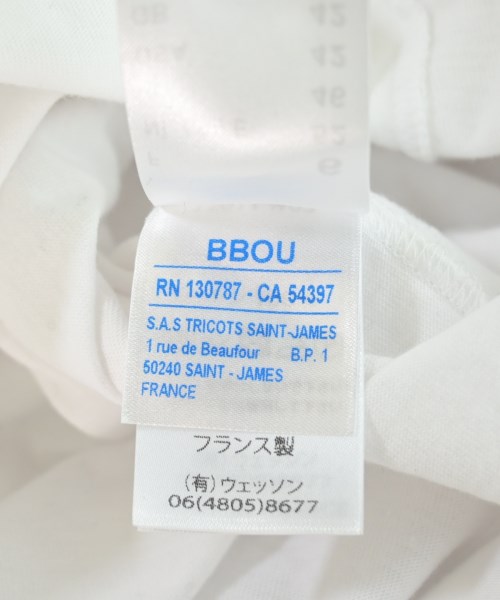 BBOU
RN 130787 - CA 54397
S.A.S TRICOTS SAINT-JAMES
1 rue de Beaufour B.P. 1
50240 SAINT - JAMES
FRANCE
フランス製
(有)ウェッソン
06(4805)8677